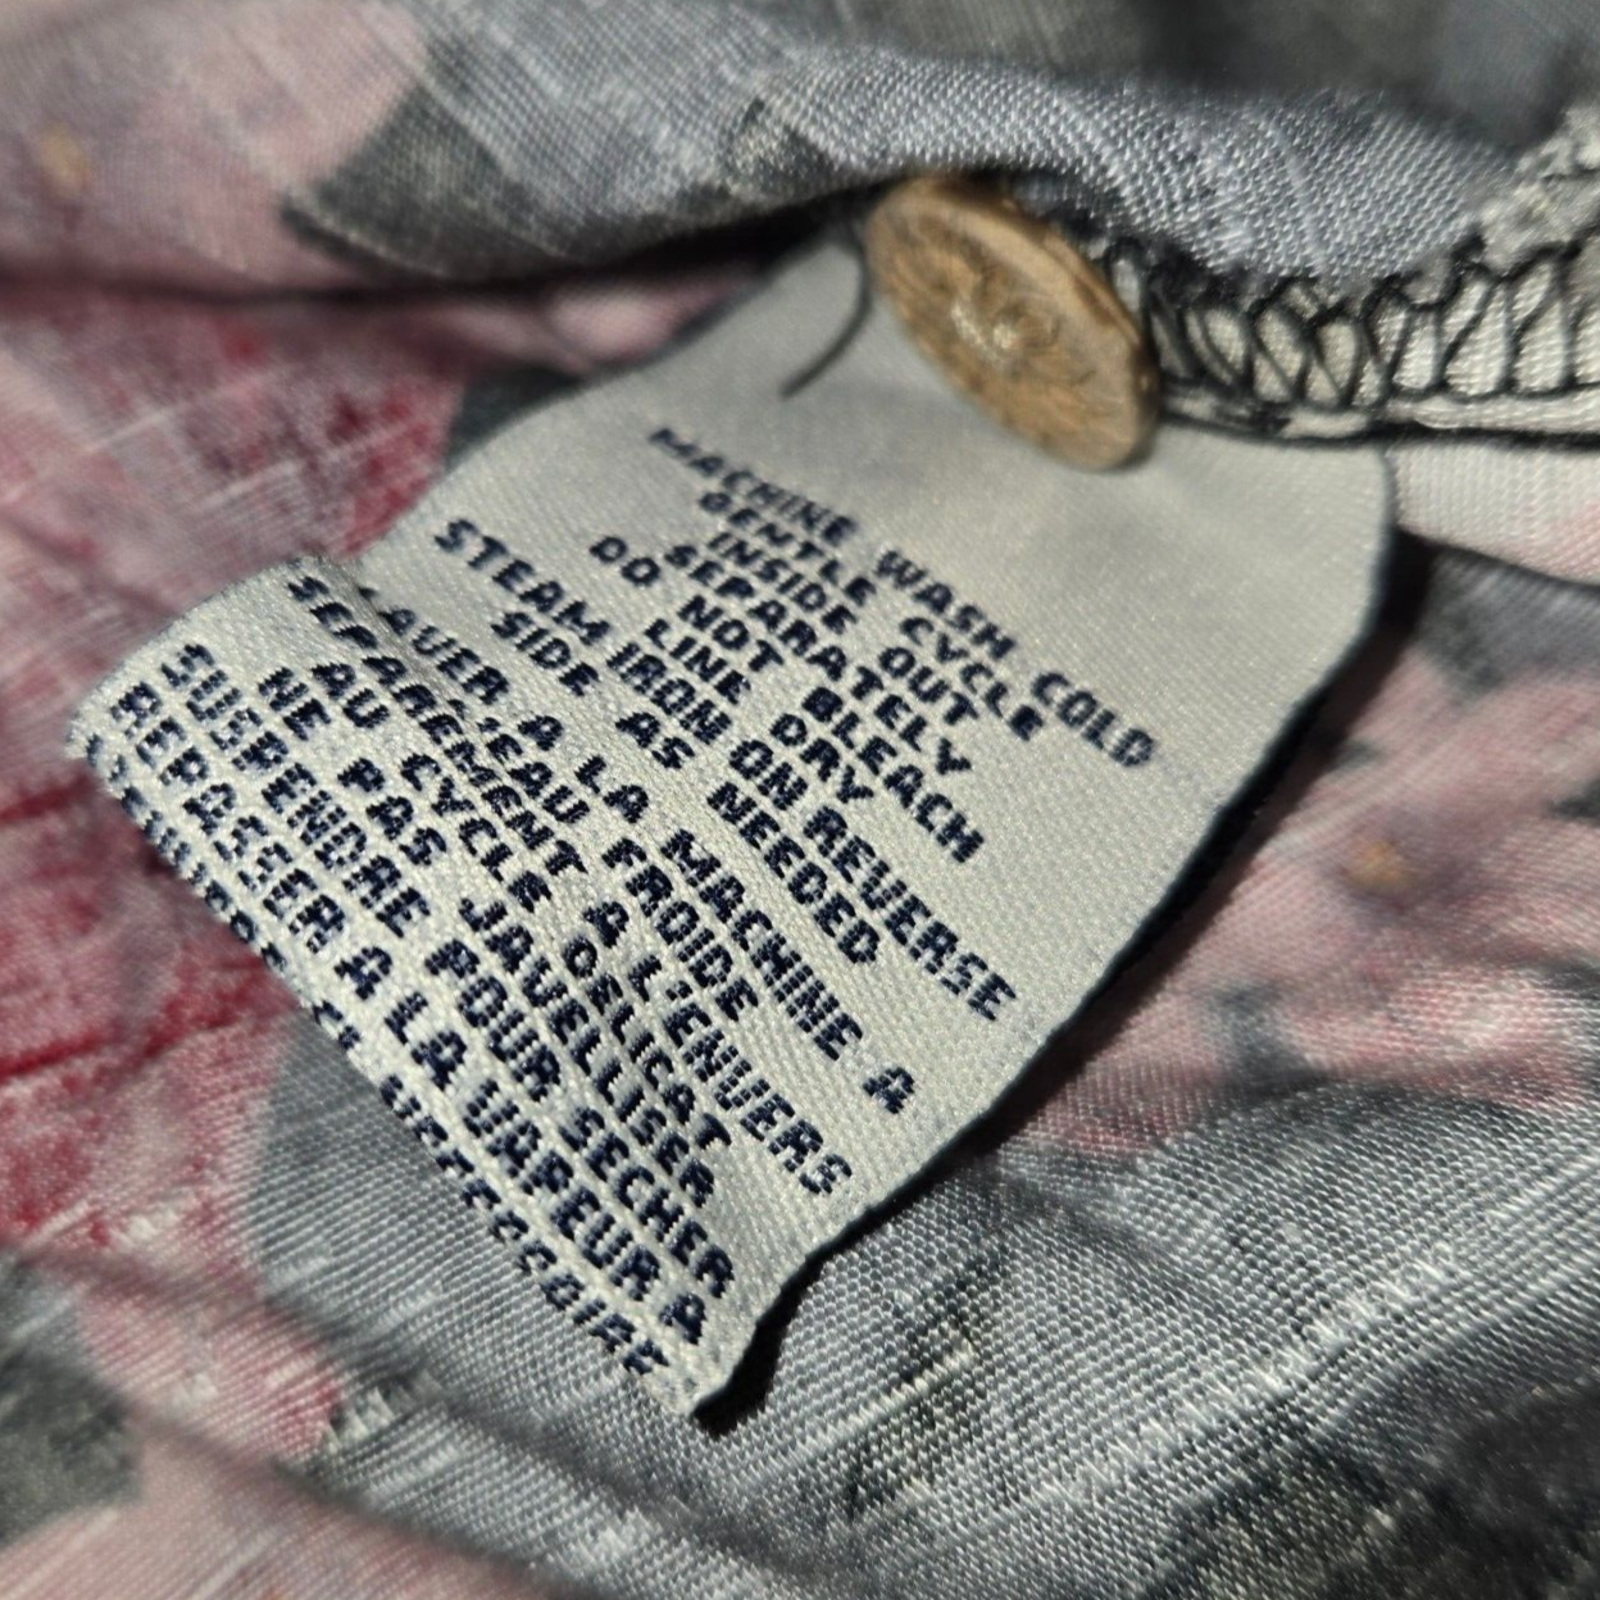 MACHINE WASH COLD
GENTLE CYCLE
INSIDE OUT
SEPARATELY
DO NOT BLEACH
LINE DRY
STEAM IRON ON REVERSE
SIDE AS NEEDED
LAVER A LA MACHINE A
L'EAU FROIDE
SEPAREMENT A L'ENVERS
AU CYCLE DELICAT
NE PAS JAVELLISER
SUSPENDRE POUR SECHER
REPASSER A LA VAPEUR A